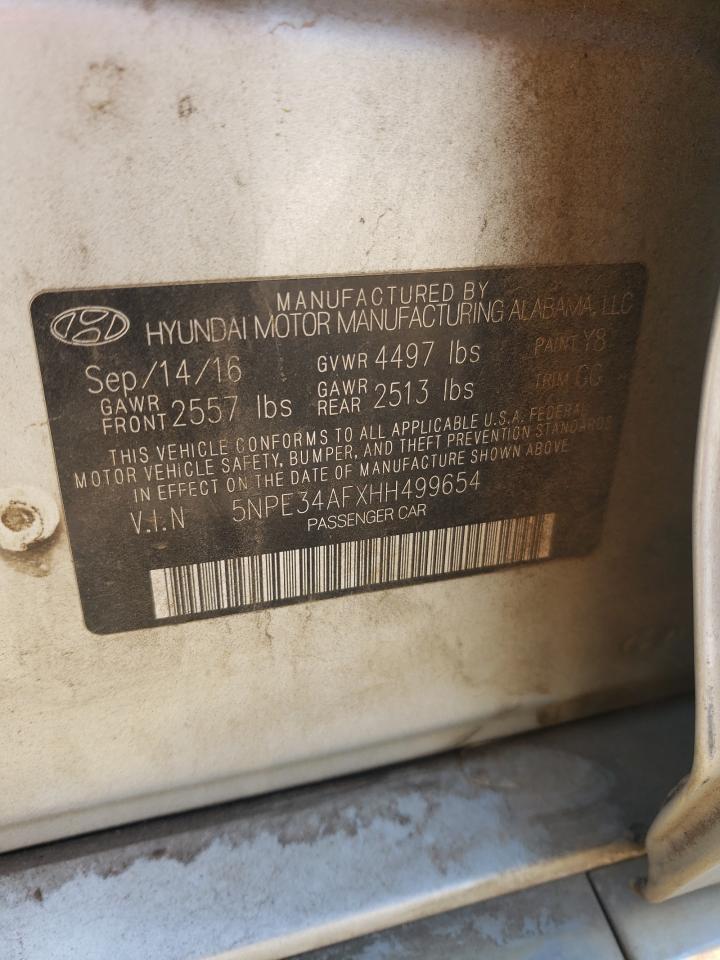 MANUFACTURED BY
HYUNDAI MOTOR MANUFACTURING ALABAMA, LLC
Sep/14/16 GVWR 4497 lbs PAINT Y8
GAWR FRONT 2557 lbs GAWR REAR 2513 lbs TRIM GG
THIS VEHICLE CONFORMS TO ALL APPLICABLE U.S.A. FEDERAL
MOTOR VEHICLE SAFETY, BUMPER, AND THEFT PREVENTION STANDARDS
IN EFFECT ON THE DATE OF MANUFACTURE SHOWN ABOVE
V.I.N 5NPE34AFXHH499654
PASSENGER CAR